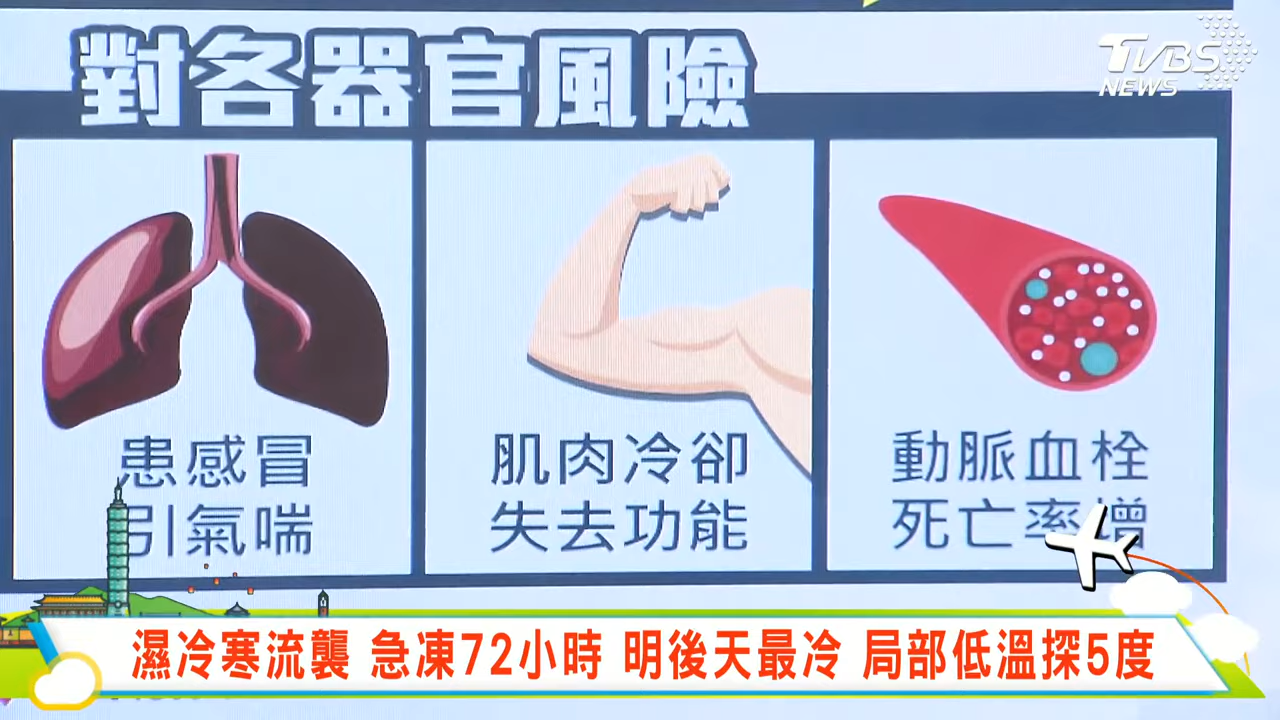 對各器官風險
TVBS
NEWS
患感冒
引氣喘
肌肉冷卻
失去功能
動脈血栓
死亡率增
濕冷寒流襲 急凍72小時 明後天最冷 局部低溫探5度